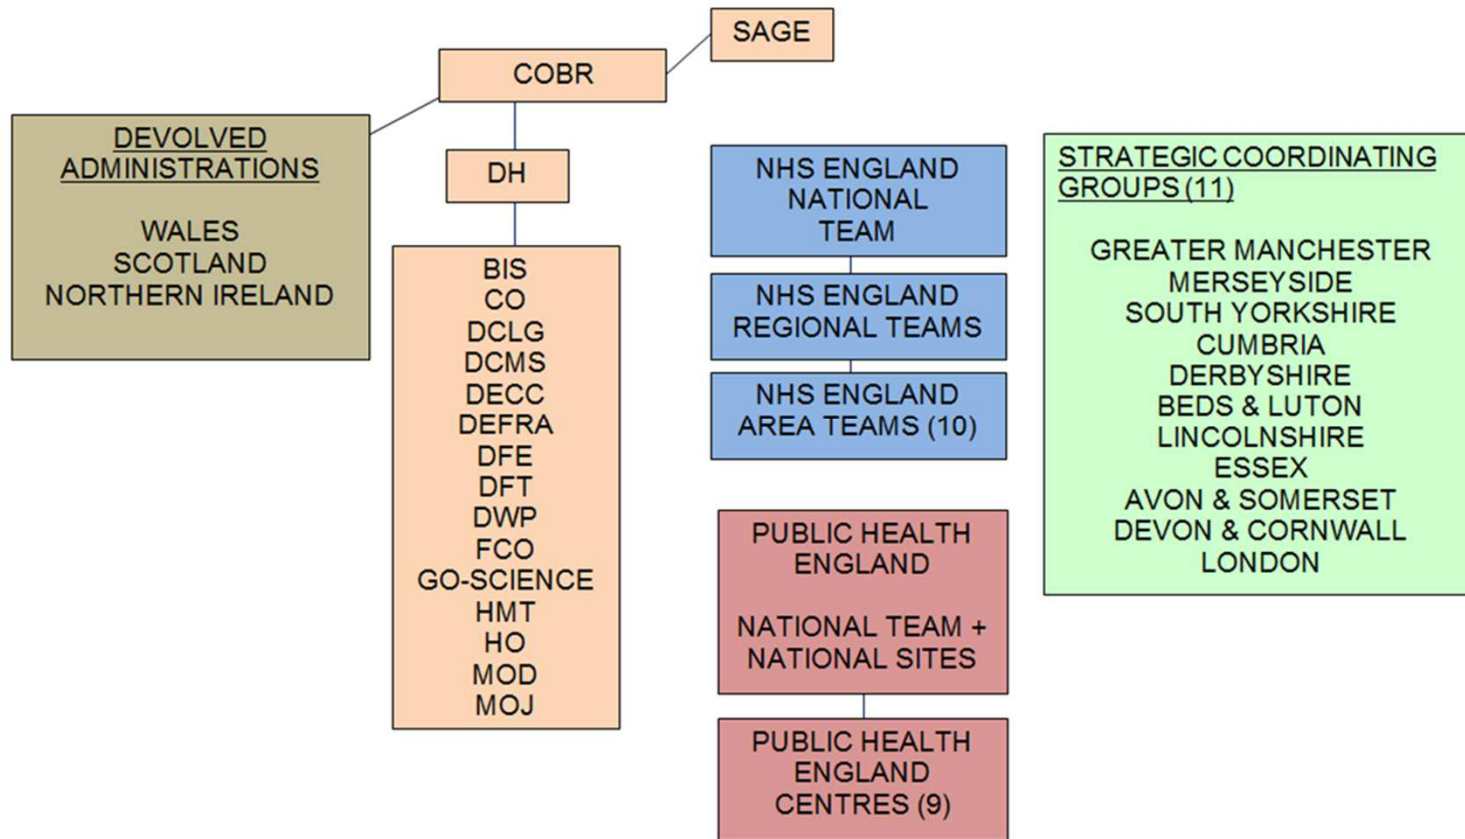 SAGE
COBR
DEVOLVED
ADMINISTRATIONS
WALES
SCOTLAND
NORTHERN IRELAND
DH
BIS
CO
DCLG
DCMS
DECC
DEFRA
DFE
DFT
DWP
FCO
GO-SCIENCE
HMT
HO
MOD
MOJ
NHS ENGLAND
NATIONAL
TEAM
NHS ENGLAND
REGIONAL TEAMS
NHS ENGLAND
AREA TEAMS (10)
PUBLIC HEALTH
ENGLAND
NATIONAL TEAM +
NATIONAL SITES
PUBLIC HEALTH
ENGLAND
CENTRES (9)
STRATEGIC COORDINATING
GROUPS (11)
GREATER MANCHESTER
MERSEYSIDE
SOUTH YORKSHIRE
CUMBRIA
DERBYSHIRE
BEDS & LUTON
LINCOLNSHIRE
ESSEX
AVON & SOMERSET
DEVON & CORNWALL
LONDON